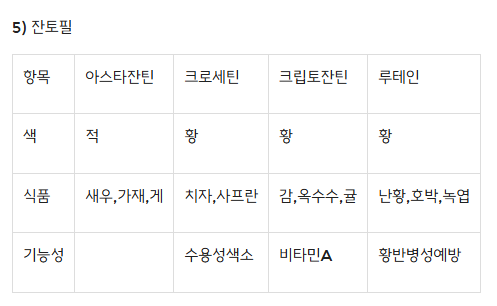 5) 잔토필
항목 아스타잔틴 크로세틴 크립토잔틴 루테인
색 적 황 황 황
식품 새우,가재,게 치자,사프란 감,옥수수,귤 난황,호박,녹엽
기능성 수용성색소 비타민A 황반병성예방